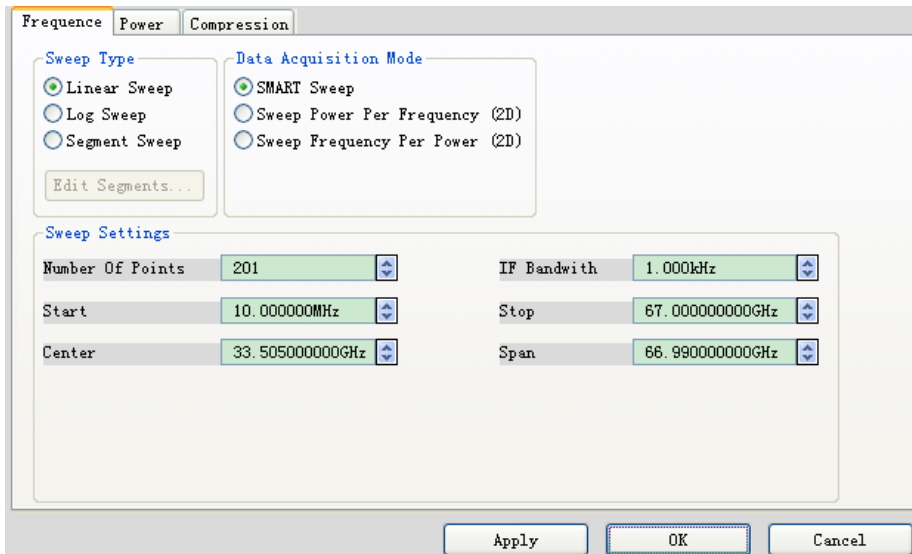 Frequence Power Compression
Sweep Type
Linear Sweep
Log Sweep
Segment Sweep
Edit Segments...
Data Acquisition Mode
SMART Sweep
Sweep Power Per Frequency (2D)
Sweep Frequency Per Power (2D)
Sweep Settings
Number Of Points 201 IF Bandwith 1.000kHz
Start 10.000000MHz Stop 67.000000000GHz
Center 33.505000000GHz Span 66.990000000GHz
Apply OK Cancel